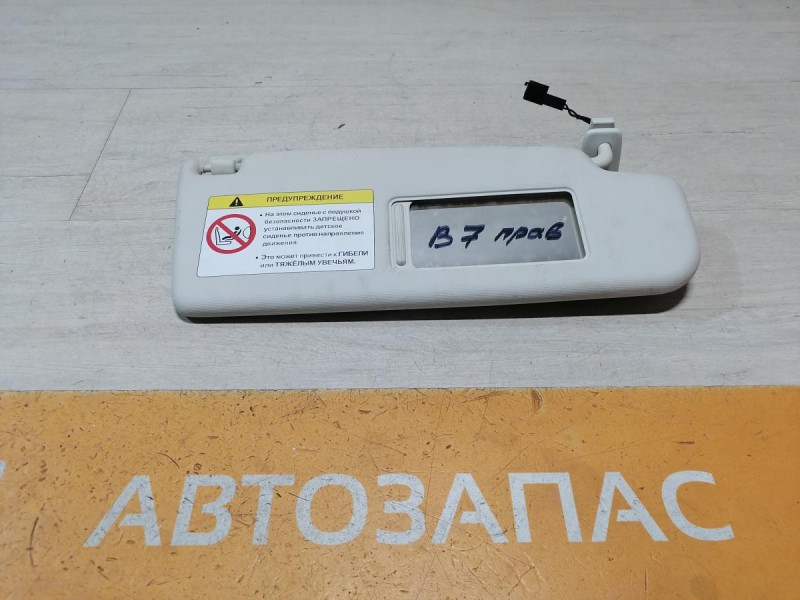 ПРЕДУПРЕЖДЕНИЕ
• На этом сиденье с подушкой
безопасности ЗАПРЕЩЕНО
устанавливать детское
сиденье против направления
движения.
• Это может привести к ГИБЕЛИ
или ТЯЖЁЛЫМ УВЕЧЬЯМ.
В 7 прав
АВТОЗАПАС